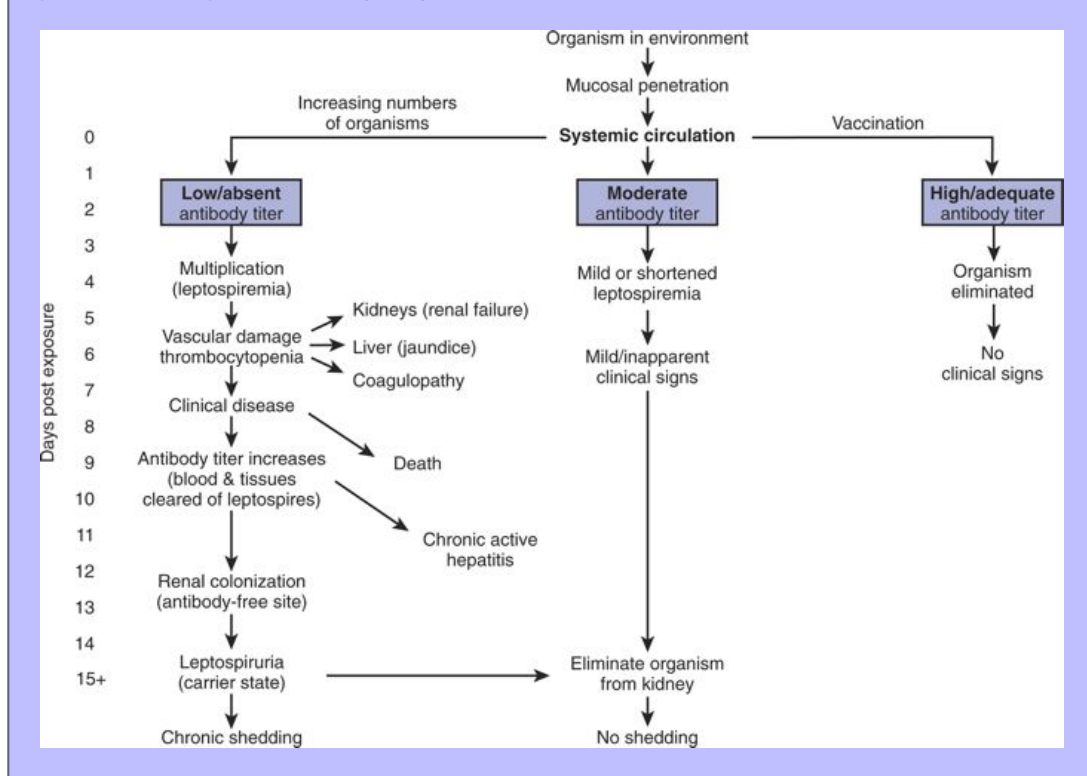 Organism in environment
Mucosal penetration
Increasing numbers
of organisms
Systemic circulation
Vaccination
Days post exposure
0
1
2
3
4
5
6
7
8
9
10
11
12
13
14
15+
Low/absent
antibody titer
Multiplication
(leptospiremia)
Vascular damage
thrombocytopenia
Kidneys (renal failure)
Liver (jaundice)
Coagulopathy
Clinical disease
Death
Antibody titer increases
(blood & tissues
cleared of leptospires)
Chronic active
hepatitis
Renal colonization
(antibody-free site)
Leptospiruria
(carrier state)
Chronic shedding
Moderate
antibody titer
Mild or shortened
leptospiremia
Mild/inapparent
clinical signs
Eliminate organism
from kidney
No shedding
High/adequate
antibody titer
Organism
eliminated
No
clinical signs